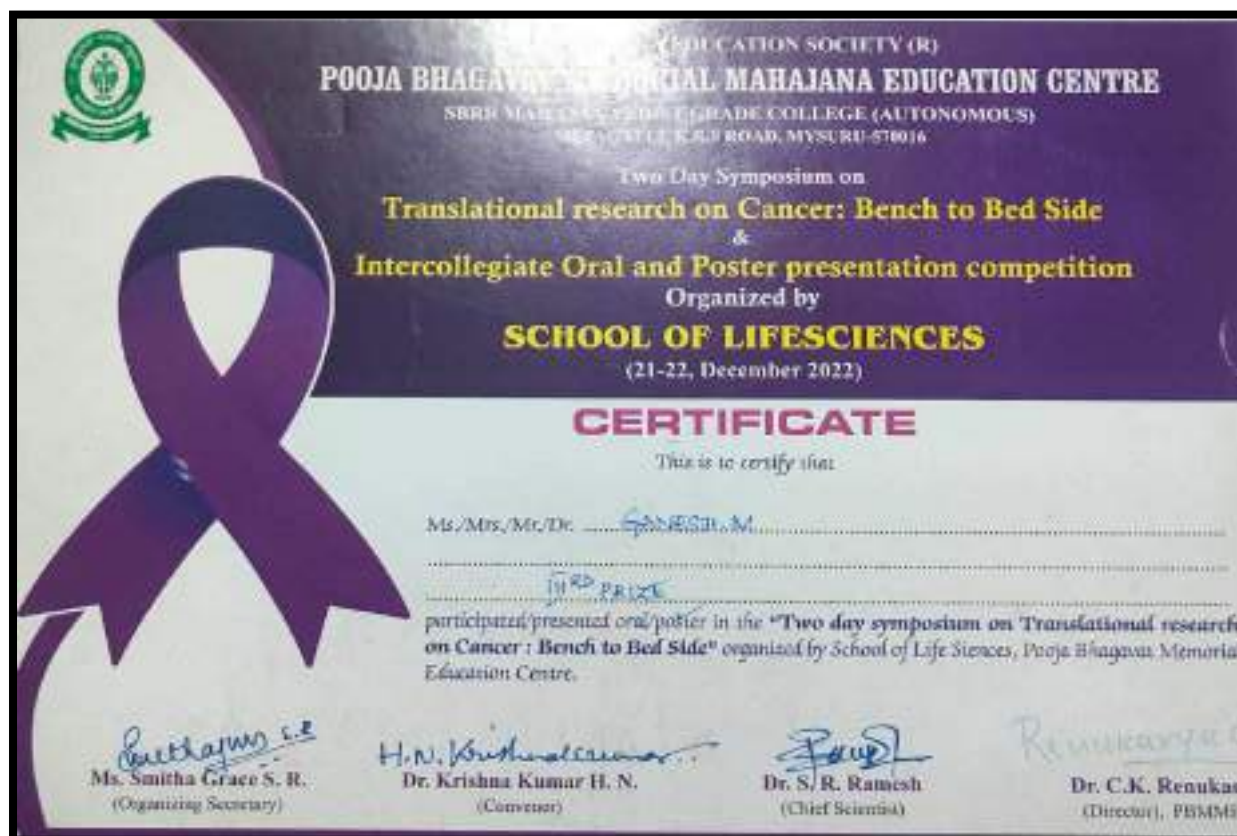 EDUCATION SOCIETY (R)
POOJA BHAGAVAT MEMORIAL MAHAJANA EDUCATION CENTRE
SBRR MAHAJANA FIRST GRADE COLLEGE (AUTONOMOUS)
K.R.S ROAD, MYSURU-570016
Two Day Symposium on
Translational research on Cancer: Bench to Bed Side
&
Intercollegiate Oral and Poster presentation competition
Organized by
SCHOOL OF LIFESCIENCES
(21-22, December 2022)
CERTIFICATE
This is to certify that
Ms./Mrs./Mr./Dr. GANESH. M
IIIRD PRIZE
participated/presented oral/poster in the "Two day symposium on Translational research
on Cancer : Bench to Bed Side" organized by School of Life Siences, Pooja Bhagavat Memorial
Education Centre.
H.N. Krishnakumar
Ms. Smitha Grace S. R. Dr. Krishna Kumar H. N. Dr. S. R. Ramesh Dr. C.K. Renukar
(Organizing Secretary) (Convenor) (Chief Scientist) (Director), PBMM